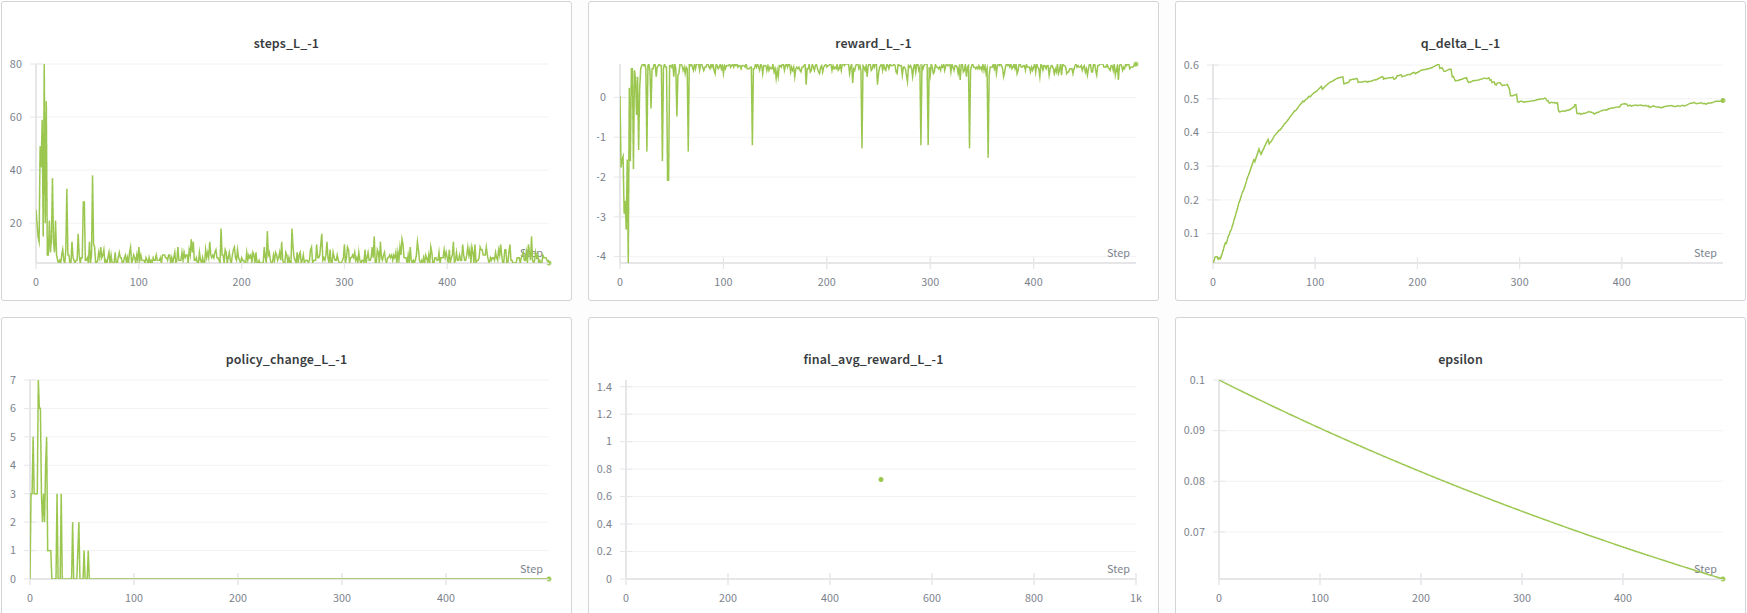 steps_L_-1
80
60
40
20
Step
0 100 200 300 400
reward_L_-1
0
-1
-2
-3
-4
Step
0 100 200 300 400
q_delta_L_-1
0.6
0.5
0.4
0.3
0.2
0.1
Step
0 100 200 300 400
policy_change_L_-1
7
6
5
4
3
2
1
0
Step
0 100 200 300 400
final_avg_reward_L_-1
1.4
1.2
1
0.8
0.6
0.4
0.2
0
Step
0 200 400 600 800 1k
epsilon
0.1
0.09
0.08
0.07
Step
0 100 200 300 400